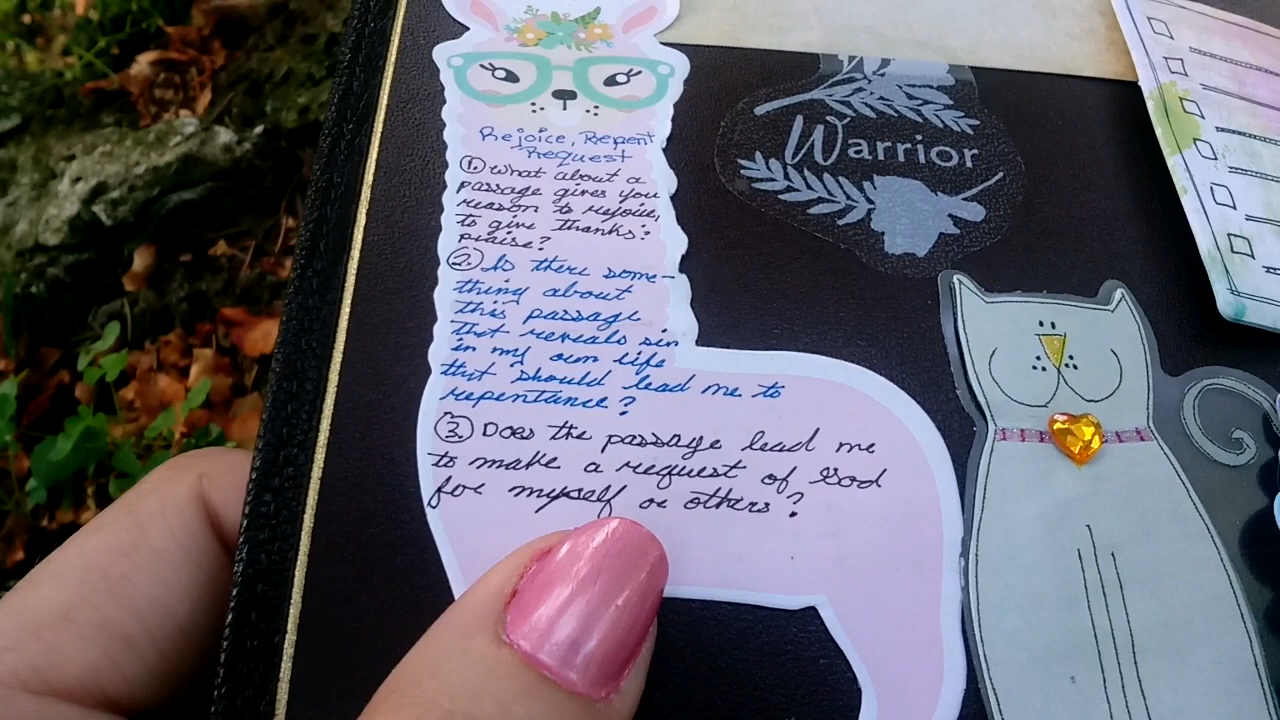 Rejoice, Repent
Request
1. What about a
passage gives you
reason to rejoice,
to give thanks?
praise?
2. Is there some-
thing about
this passage
that reveals sin
in my own life
that should lead me to
repentance?
3. Does the passage lead me
to make a request of God
for myself or others?
Warrior